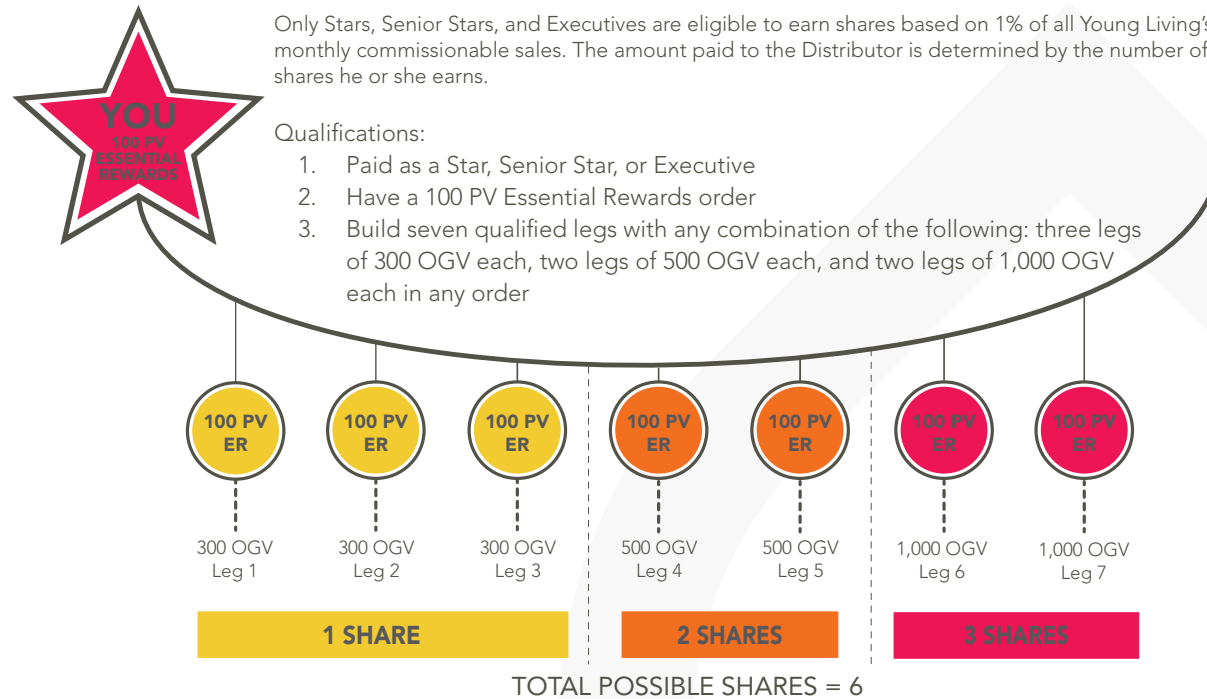 Only Stars, Senior Stars, and Executives are eligible to earn shares based on 1% of all Young Living's
monthly commissionable sales. The amount paid to the Distributor is determined by the number of
shares he or she earns.
YOU
100 PV
ESSENTIAL
REWARDS
Qualifications:
1. Paid as a Star, Senior Star, or Executive
2. Have a 100 PV Essential Rewards order
3. Build seven qualified legs with any combination of the following: three legs
of 300 OGV each, two legs of 500 OGV each, and two legs of 1,000 OGV
each in any order
100 PV 100 PV 100 PV 100 PV 100 PV 100 PV 100 PV
ER ER ER ER ER ER ER
300 OGV 300 OGV 300 OGV 500 OGV 500 OGV 1,000 OGV 1,000 OGV
Leg 1 Leg 2 Leg 3 Leg 4 Leg 5 Leg 6 Leg 7
1 SHARE 2 SHARES 3 SHARES
TOTAL POSSIBLE SHARES = 6